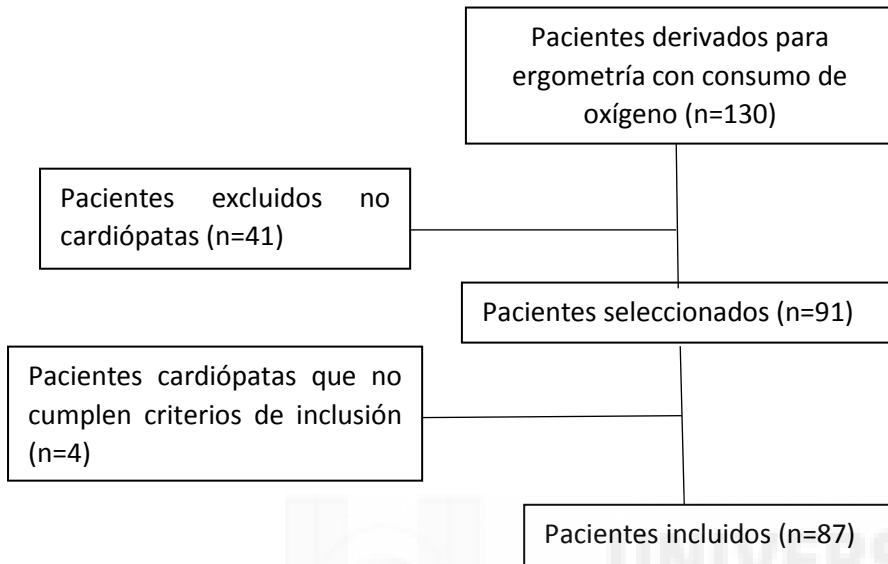 Pacientes derivados para
ergometría con consumo de
oxígeno (n=130)
Pacientes excluidos no
cardiópatas (n=41)
Pacientes seleccionados (n=91)
Pacientes cardiópatas que no
cumplen criterios de inclusión
(n=4)
Pacientes incluidos (n=87)